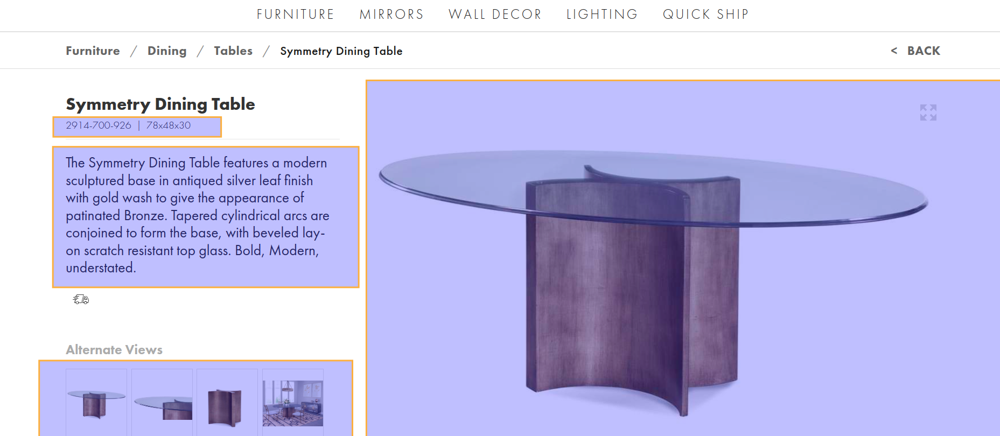 FURNITURE MIRRORS WALL DECOR LIGHTING QUICK SHIP
Furniture / Dining / Tables / Symmetry Dining Table
< BACK
Symmetry Dining Table
2914-700-926 | 78x48x30
The Symmetry Dining Table features a modern
sculptured base in antiqued silver leaf finish
with gold wash to give the appearance of
patinated Bronze. Tapered cylindrical arcs are
conjoined to form the base, with beveled lay-
on scratch resistant top glass. Bold, Modern,
understated.
Alternate Views